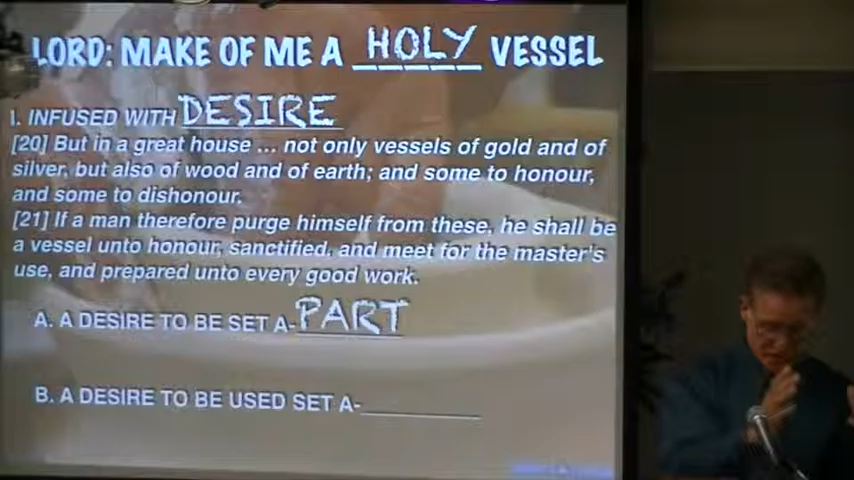 LORD: MAKE OF ME A HOLY VESSEL
I. INFUSED WITH DESIRE
[20] But in a great house ... not only vessels of gold and of
silver, but also of wood and of earth; and some to honour,
and some to dishonour.
[21] If a man therefore purge himself from these, he shall be
a vessel unto honour, sanctified, and meet for the master's
use, and prepared unto every good work.
A. A DESIRE TO BE SET A-PART
B. A DESIRE TO BE USED SET A-__________